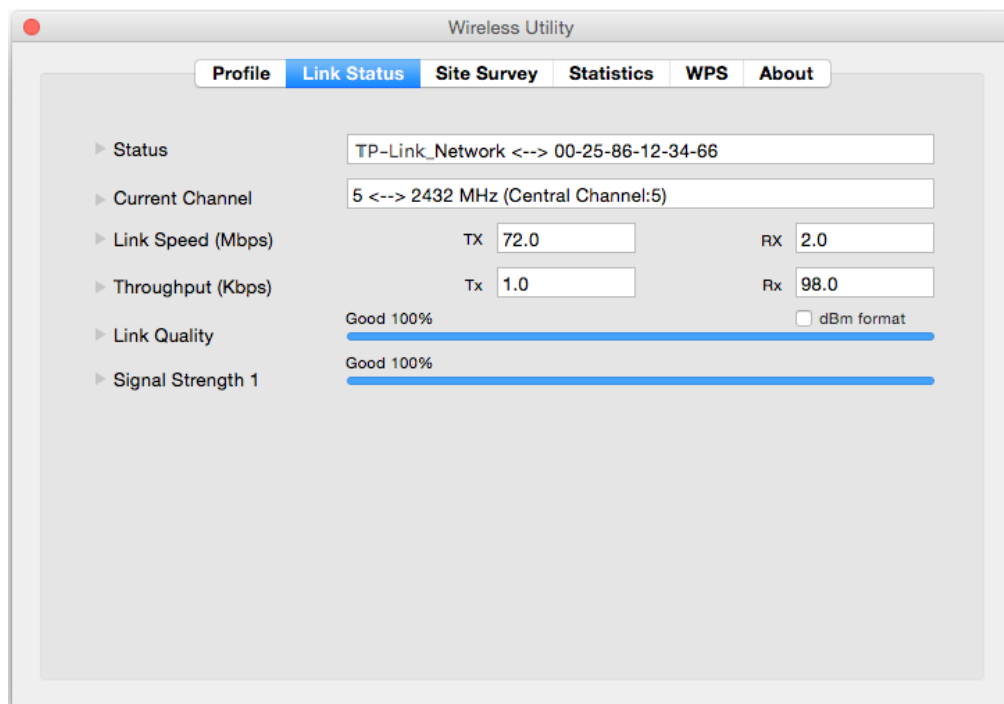 Wireless Utility
Profile Link Status Site Survey Statistics WPS About
Status TP-Link_Network <--> 00-25-86-12-34-66
Current Channel 5 <--> 2432 MHz (Central Channel:5)
Link Speed (Mbps) TX 72.0 RX 2.0
Throughput (Kbps) Tx 1.0 Rx 98.0
Good 100% dBm format
Link Quality
Good 100%
Signal Strength 1